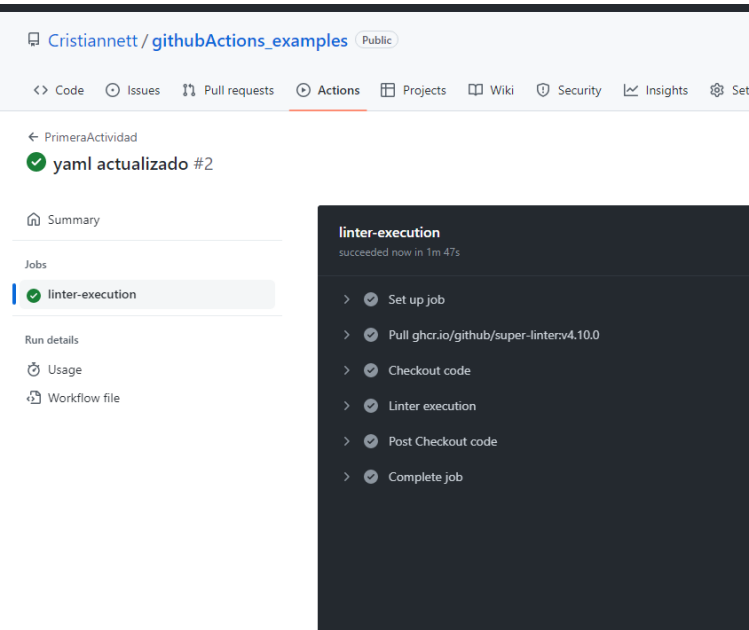 Cristiannett / githubActions_examples Public
Code Issues Pull requests Actions Projects Wiki Security Insights Set
← PrimeraActividad
yaml actualizado #2
Summary
Jobs
linter-execution
Run details
Usage
Workflow file
linter-execution
succeeded now in 1m 47s
Set up job
Pull ghcr.io/github/super-linter:v4.10.0
Checkout code
Linter execution
Post Checkout code
Complete job